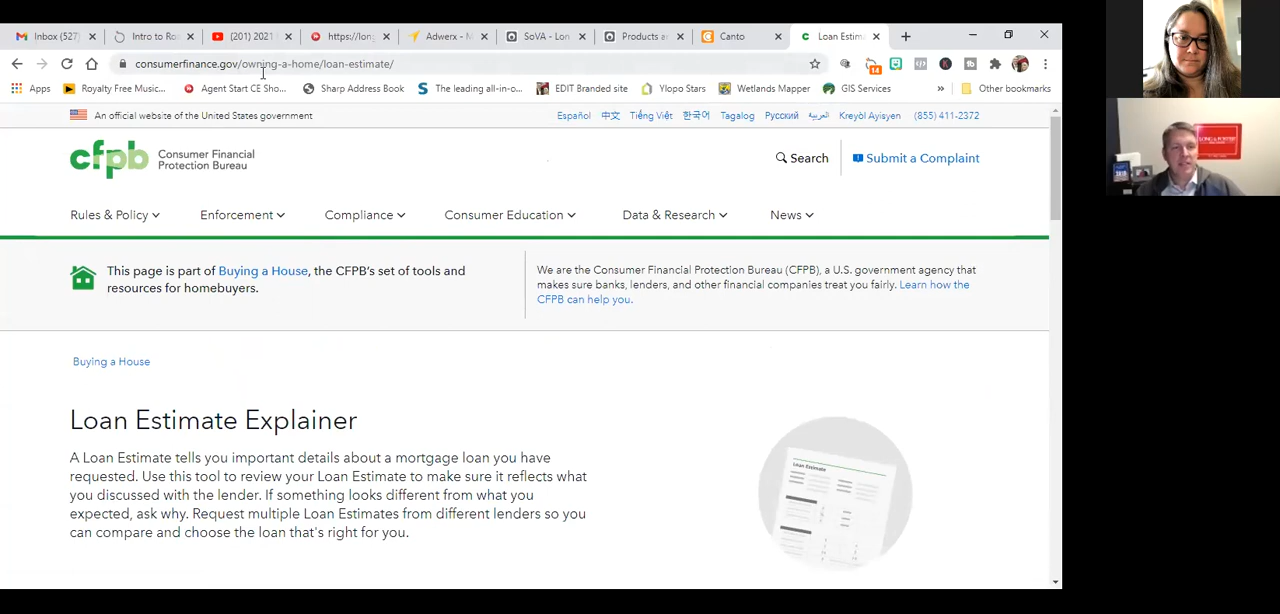 Inbox (527)
Intro to Ro
(201) 2021
https://long
Adwerx - M
SoVA - Lon
Products ar
Canto
Loan Estim
consumerfinance.gov/owning-a-home/loan-estimate/
14
Apps
Royalty Free Music...
Agent Start CE Sho...
Sharp Address Book
The leading all-in-o...
EDIT Branded site
Ylopo Stars
Wetlands Mapper
GIS Services
»
Other bookmarks
An official website of the United States government
Español 中文 Tiếng Việt 한국어 Tagalog Русский العربية Kreyòl Ayisyen (855) 411-2372
cfpb Consumer Financial
Protection Bureau
Search
Submit a Complaint
Rules & Policy
Enforcement
Compliance
Consumer Education
Data & Research
News
This page is part of Buying a House, the CFPB's set of tools and
resources for homebuyers.
We are the Consumer Financial Protection Bureau (CFPB), a U.S. government agency that
makes sure banks, lenders, and other financial companies treat you fairly. Learn how the
CFPB can help you.
Buying a House
Loan Estimate Explainer
A Loan Estimate tells you important details about a mortgage loan you have
requested. Use this tool to review your Loan Estimate to make sure it reflects what
you discussed with the lender. If something looks different from what you
expected, ask why. Request multiple Loan Estimates from different lenders so you
can compare and choose the loan that's right for you.
Loan Estimate
LONG & FOSTER